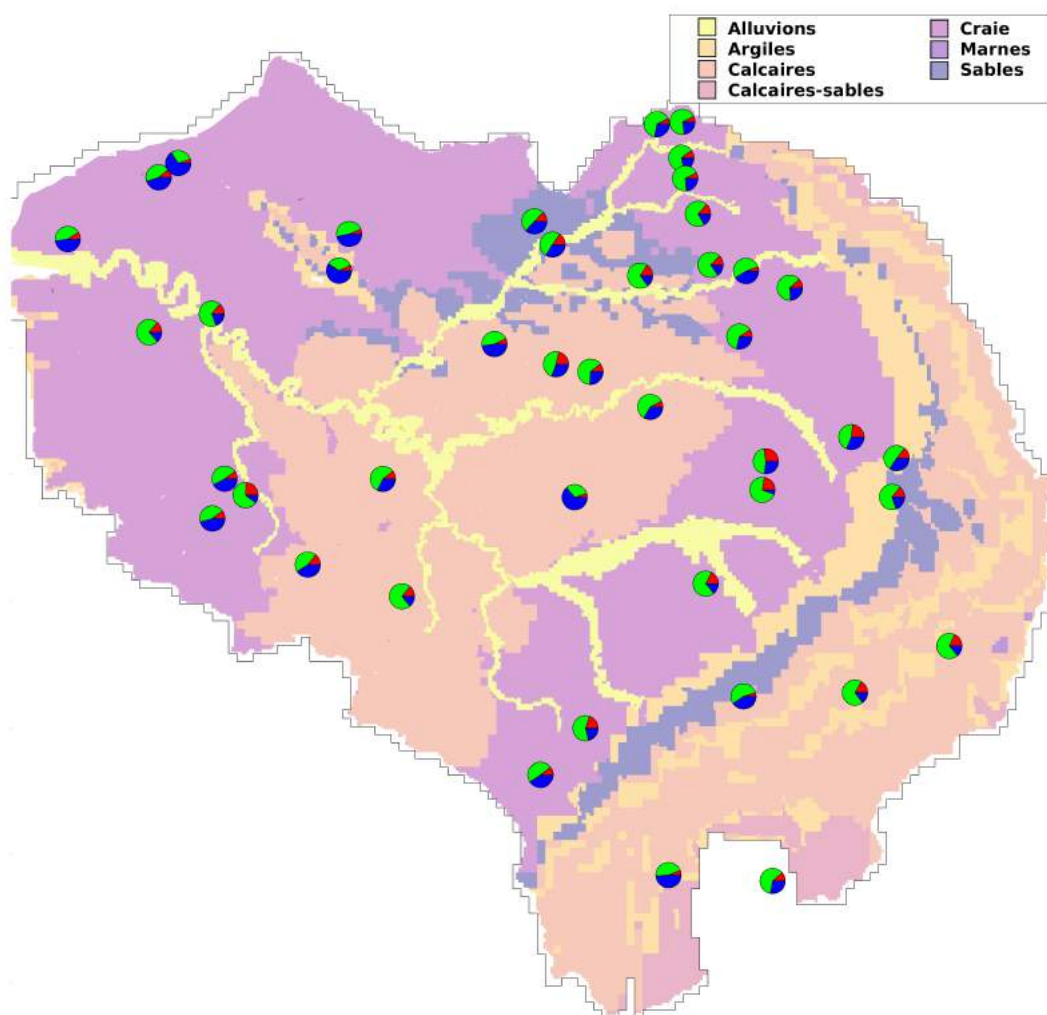 Alluvions
Argiles
Calcaires
Calcaires-sables
Craie
Marnes
Sables